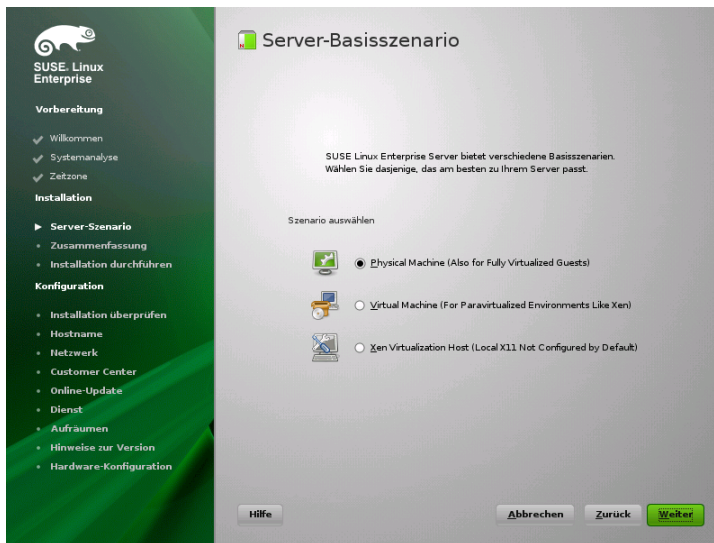 SUSE. Linux
Enterprise
Vorbereitung
Willkommen
Systemanalyse
Zeitzone
Installation
Server-Szenario
Zusammenfassung
Installation durchführen
Konfiguration
Installation überprüfen
Hostname
Netzwerk
Customer Center
Online-Update
Dienst
Aufräumen
Hinweise zur Version
Hardware-Konfiguration
Server-Basisszenario
SUSE Linux Enterprise Server bietet verschiedene Basisszenarien.
Wählen Sie dasjenige, das am besten zu Ihrem Server passt.
Szenario auswählen
Physical Machine (Also for Fully Virtualized Guests)
Virtual Machine (For Paravirtualized Environments Like Xen)
Xen Virtualization Host (Local X11 Not Configured by Default)
Hilfe
Abbrechen
Zurück
Weiter